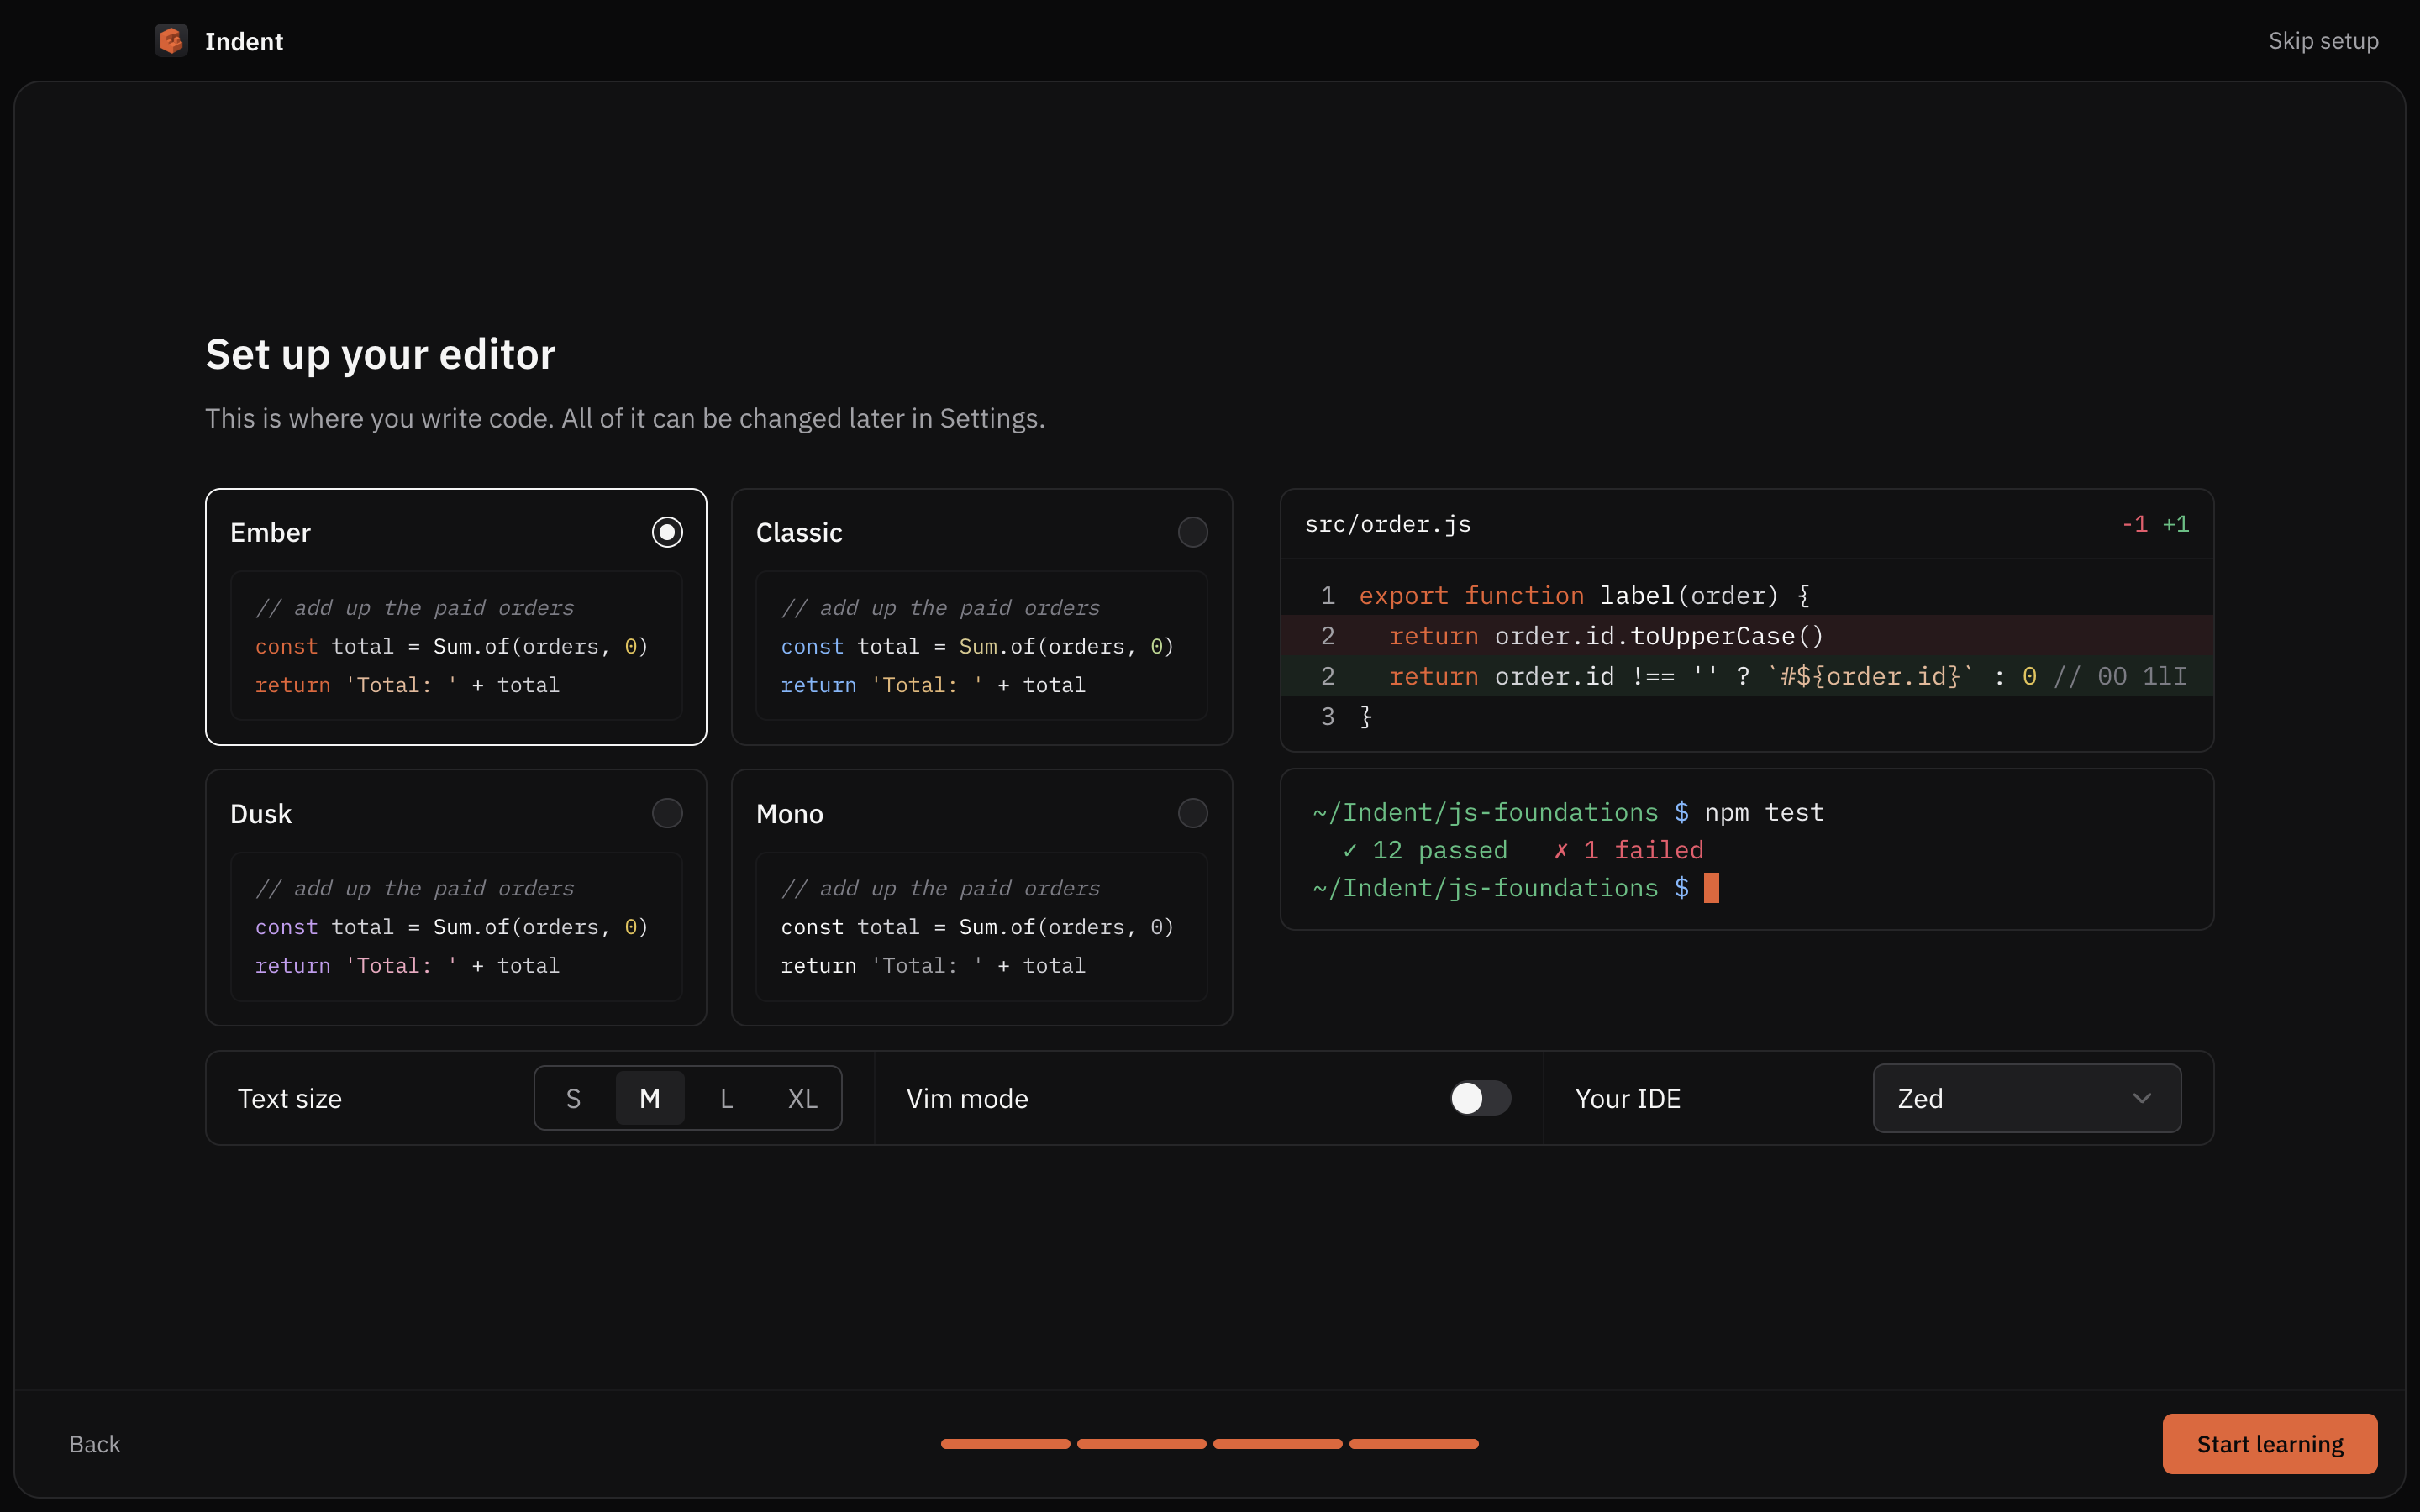 Indent
Skip setup
Set up your editor
This is where you write code. All of it can be changed later in Settings.
Ember
// add up the paid orders
const total = Sum.of(orders, 0)
return 'Total: ' + total
Classic
// add up the paid orders
const total = Sum.of(orders, 0)
return 'Total: ' + total
Dusk
// add up the paid orders
const total = Sum.of(orders, 0)
return 'Total: ' + total
Mono
// add up the paid orders
const total = Sum.of(orders, 0)
return 'Total: ' + total
src/order.js -1 +1
1 export function label(order) {
2   return order.id.toUpperCase()
2   return order.id !== '' ? `#${order.id}` : 0 // 0O 1lI
3 }
~/Indent/js-foundations $ npm test
✓ 12 passed   ✗ 1 failed
~/Indent/js-foundations $
Text size S M L XL
Vim mode
Your IDE Zed
Back
Start learning